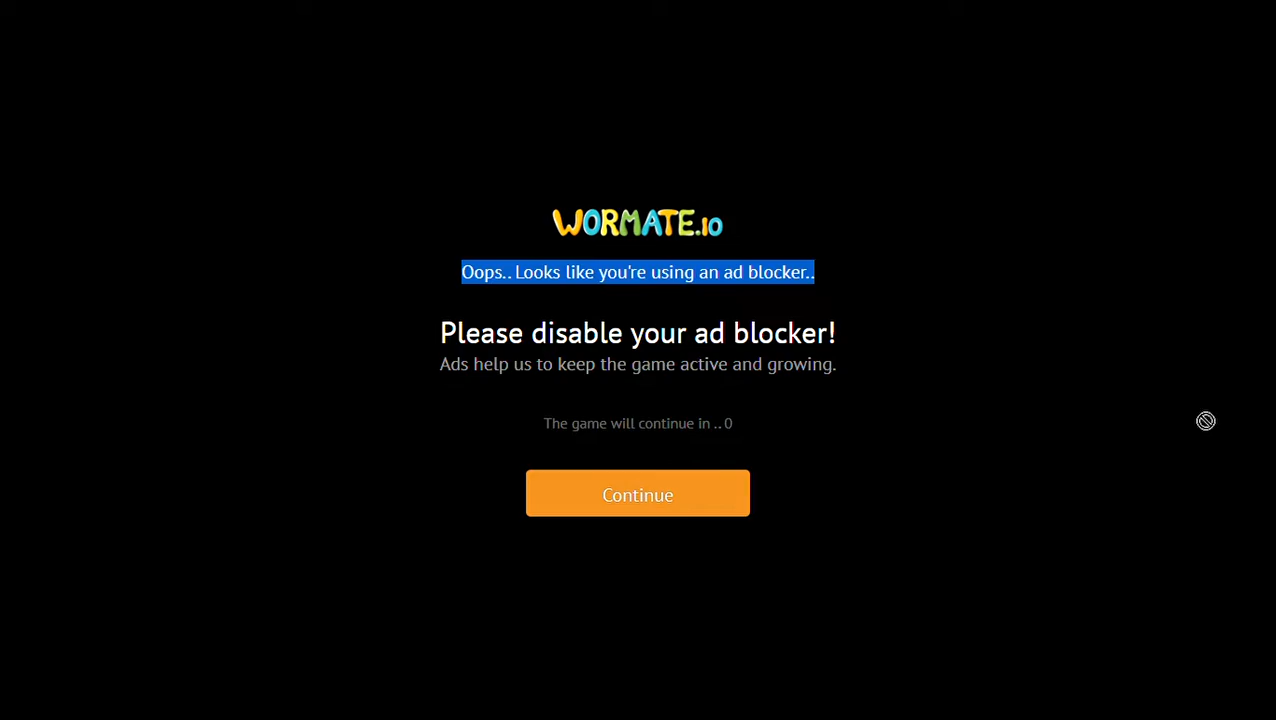 WORMATE.io
Oops.. Looks like you're using an ad blocker..
Please disable your ad blocker!
Ads help us to keep the game active and growing.
The game will continue in .. 0
Continue